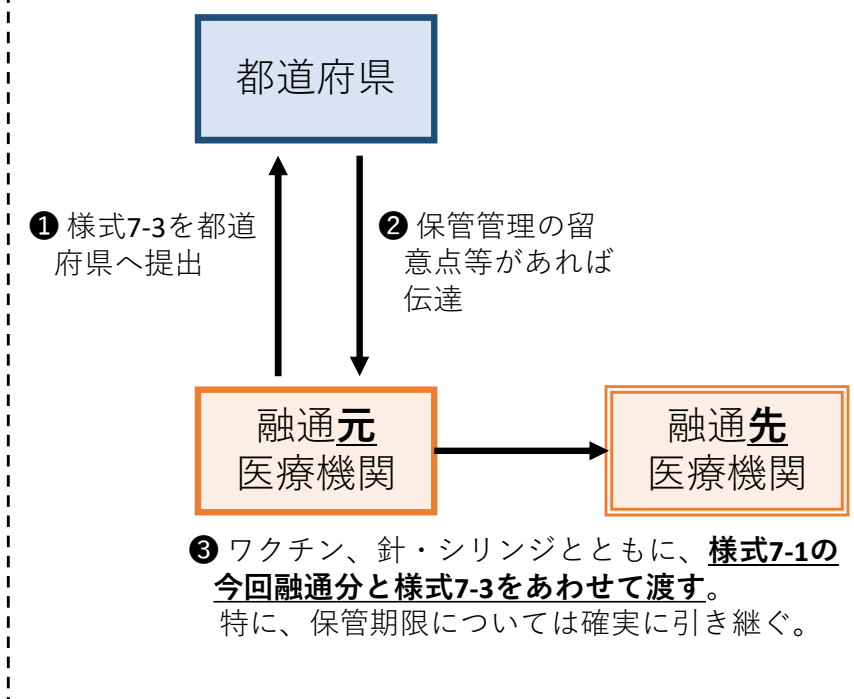 都道府県
❶ 様式7-3を都道
府県へ提出
❷ 保管管理の留
意点等があれば
伝達
融通元
医療機関
融通先
医療機関
❸ ワクチン、針・シリンジとともに、様式7-1の
今回融通分と様式7-3をあわせて渡す。
特に、保管期限については確実に引き継ぐ。